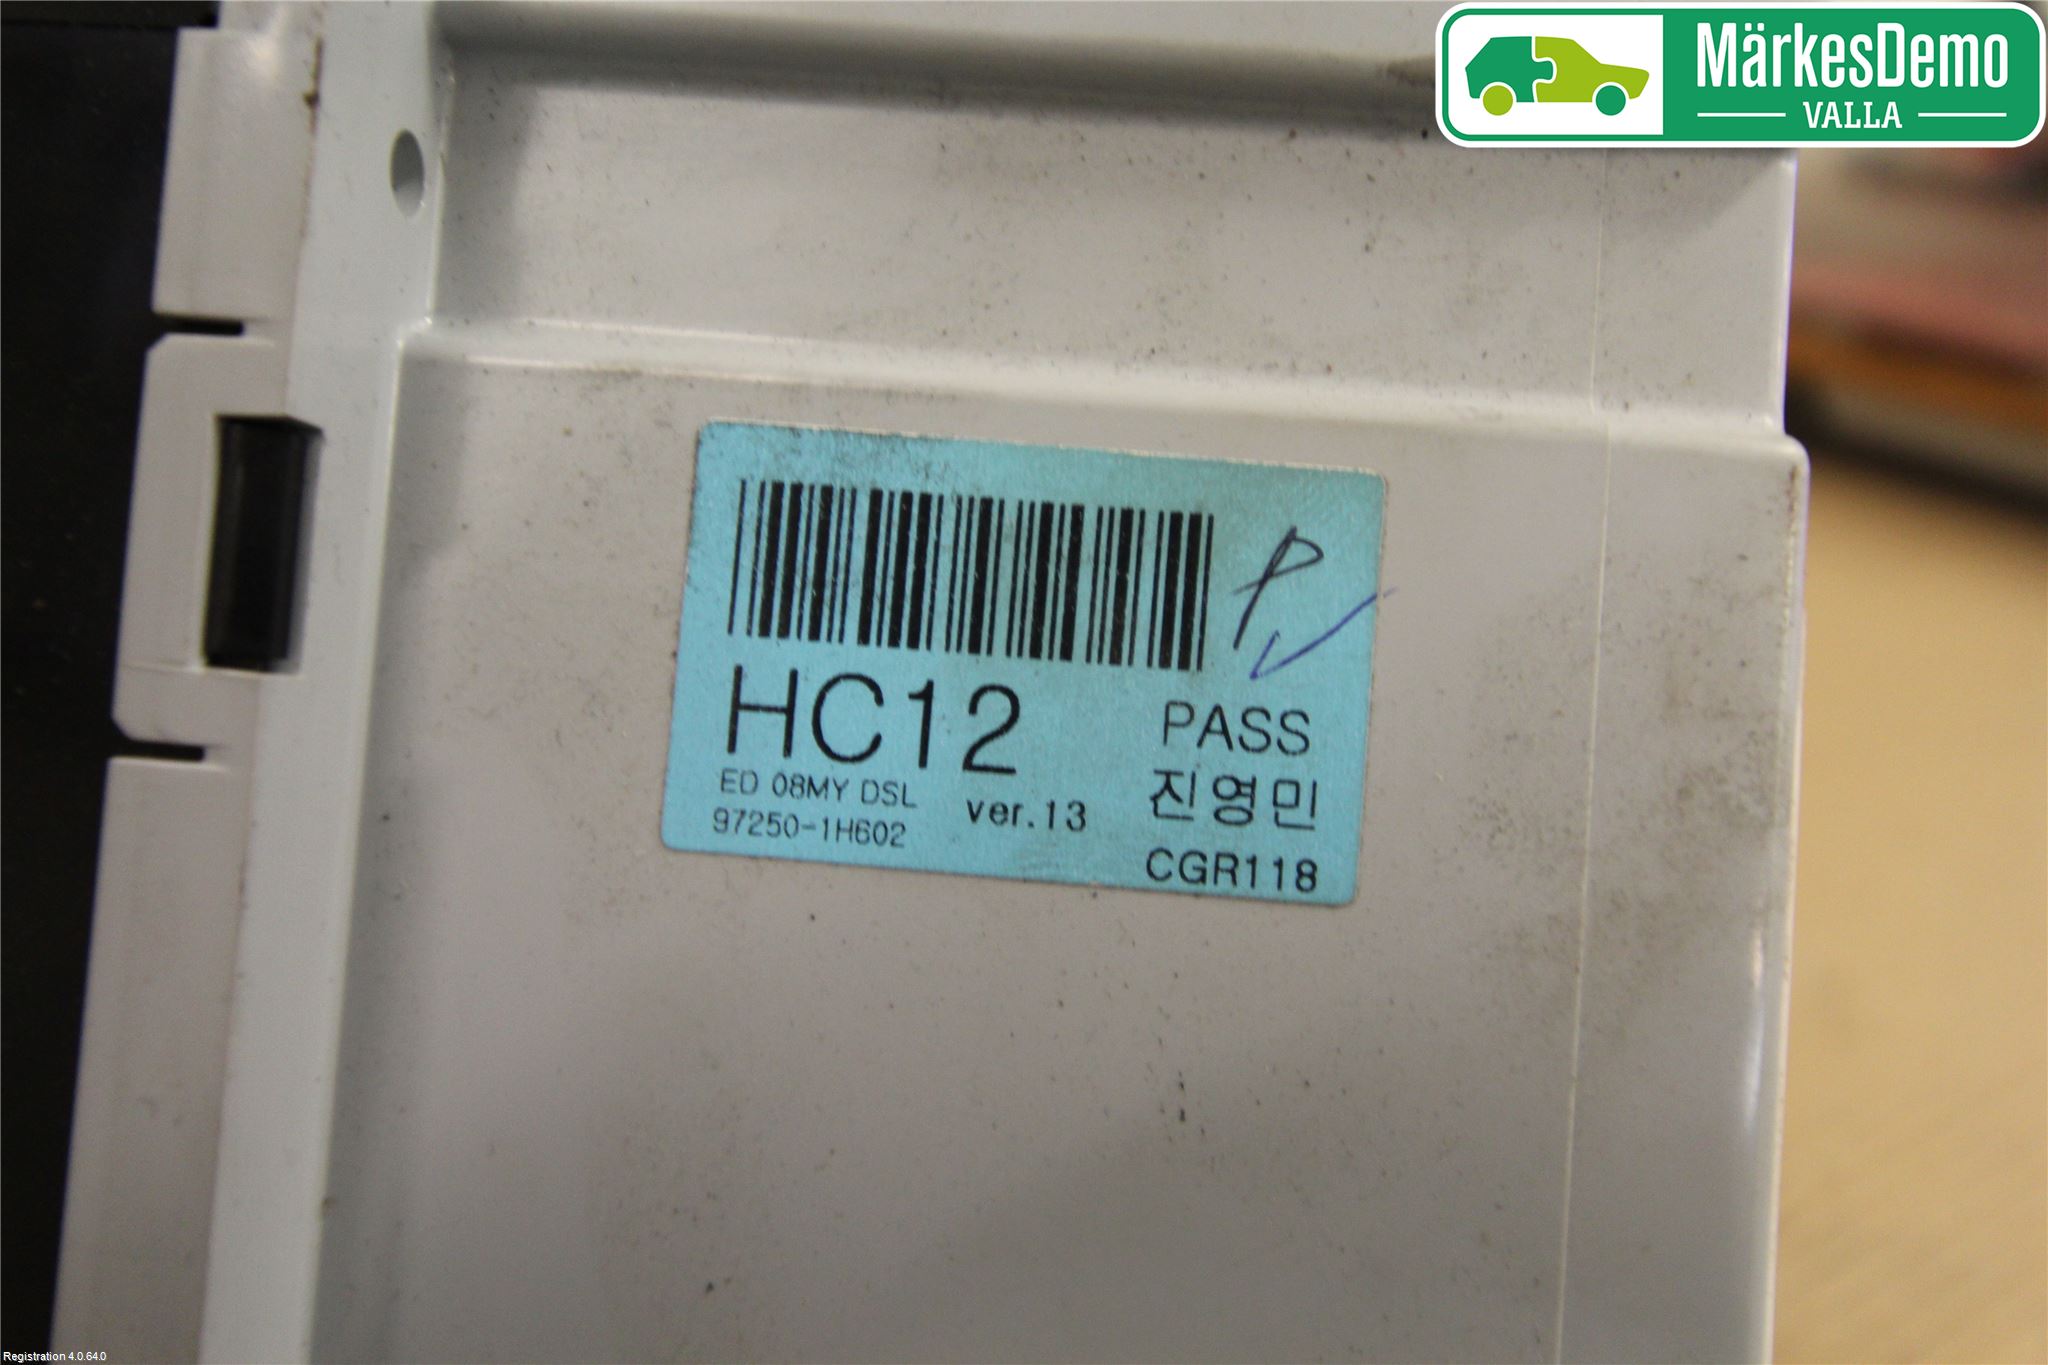 MärkesDemo
VALLA
P
HC12
PASS
ED 08MY DSL
ver.13
진영민
97250-1H602
CGR118
Registration 4.0.64.0